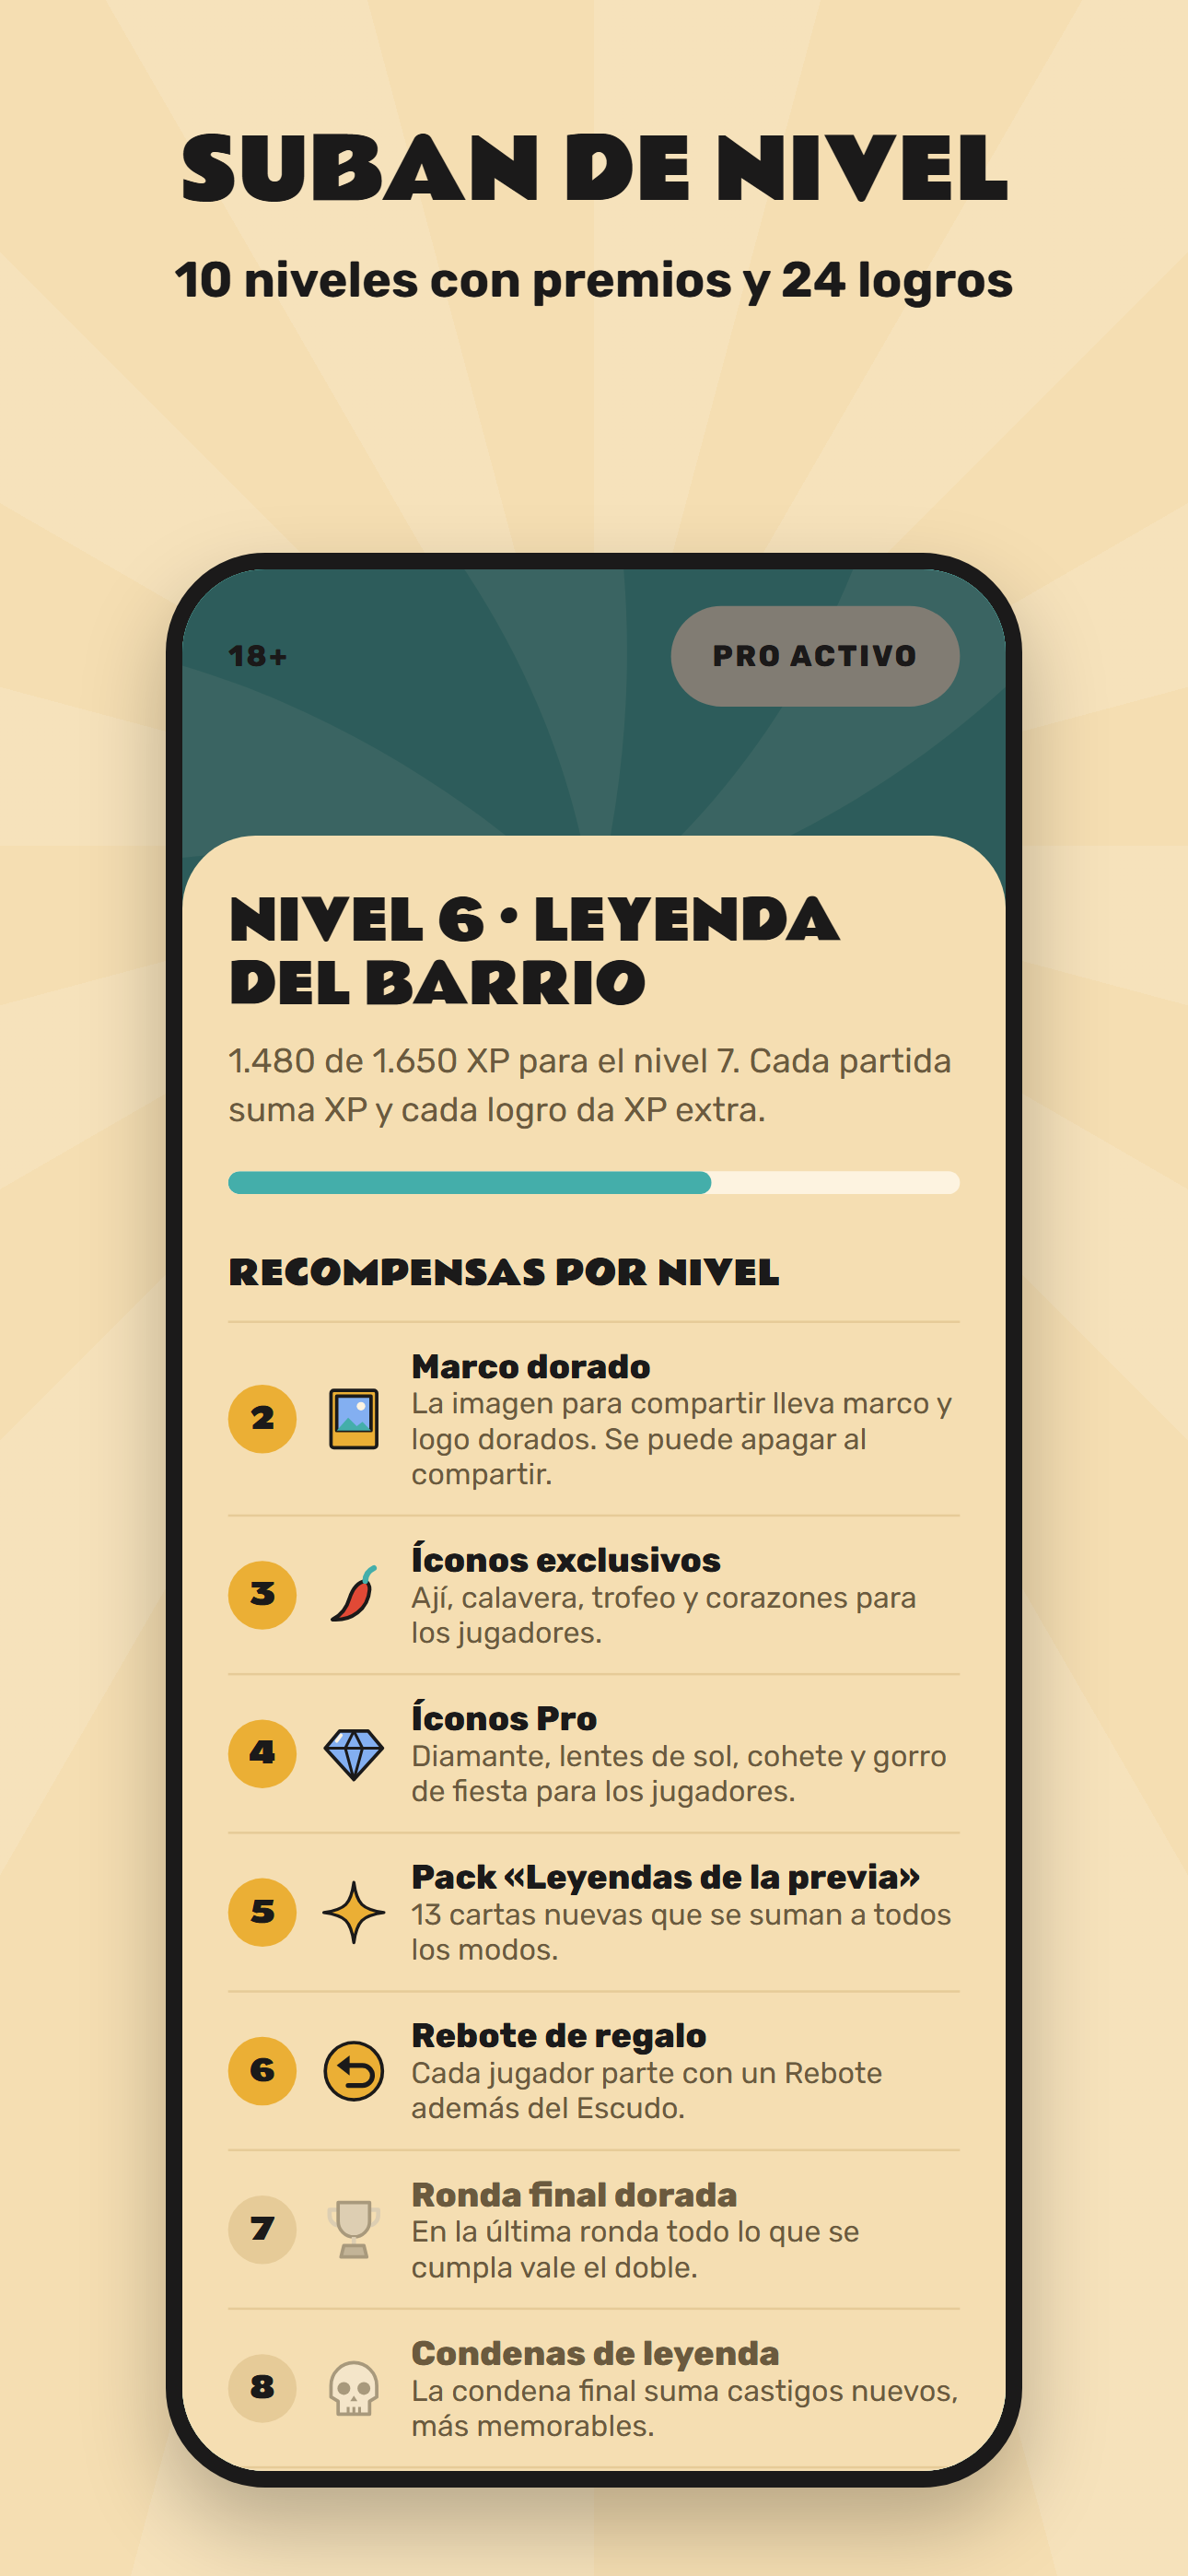 SUBAN DE NIVEL
10 niveles con premios y 24 logros
18+
PRO ACTIVO
NIVEL 6 • LEYENDA
DEL BARRIO
1.480 de 1.650 XP para el nivel 7. Cada partida
suma XP y cada logro da XP extra.
RECOMPENSAS POR NIVEL
2
Marco dorado
La imagen para compartir lleva marco y
logo dorados. Se puede apagar al
compartir.
3
Íconos exclusivos
Ají, calavera, trofeo y corazones para
los jugadores.
4
Íconos Pro
Diamante, lentes de sol, cohete y gorro
de fiesta para los jugadores.
5
Pack «Leyendas de la previa»
13 cartas nuevas que se suman a todos
los modos.
6
Rebote de regalo
Cada jugador parte con un Rebote
además del Escudo.
7
Ronda final dorada
En la última ronda todo lo que se
cumpla vale el doble.
8
Condenas de leyenda
La condena final suma castigos nuevos,
más memorables.